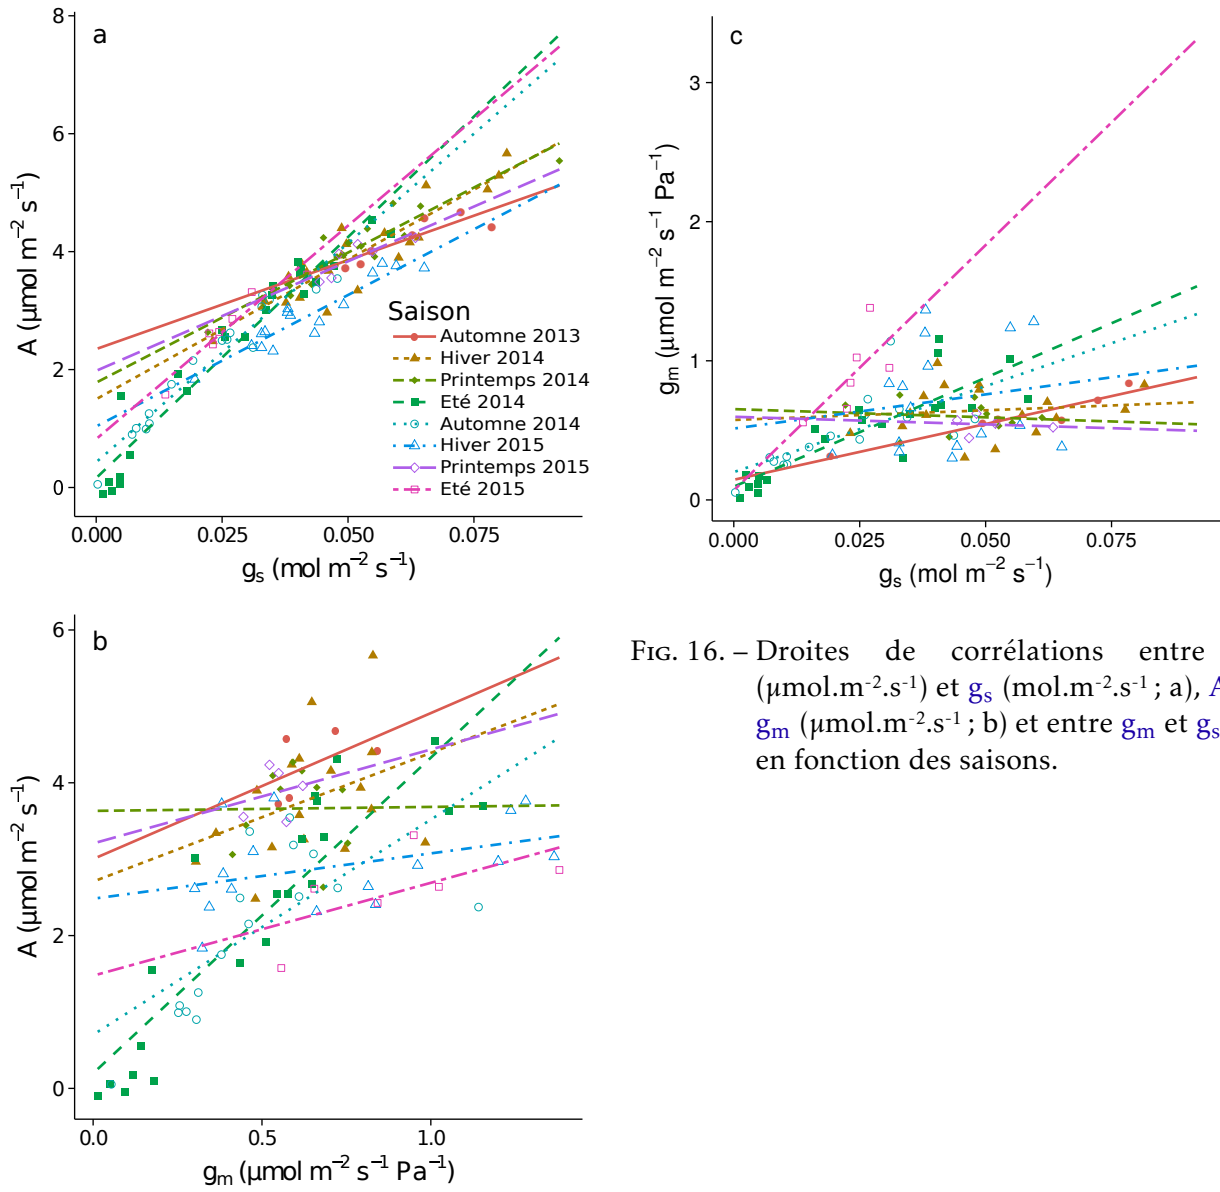 a
8
6
4
2
0
A (µmol m⁻² s⁻¹)
0.000 0.025 0.050 0.075
gₛ (mol m⁻² s⁻¹)
Saison
Automne 2013
Hiver 2014
Printemps 2014
Eté 2014
Automne 2014
Hiver 2015
Printemps 2015
Eté 2015
c
3
2
1
0
gₘ (µmol m⁻² s⁻¹ Pa⁻¹)
0.000 0.025 0.050 0.075
gₛ (mol m⁻² s⁻¹)
b
6
4
2
0
A (µmol m⁻² s⁻¹)
0.0 0.5 1.0
gₘ (µmol m⁻² s⁻¹ Pa⁻¹)
FIG. 16. – Droites de corrélations entre
(µmol.m⁻².s⁻¹) et gₛ (mol.m⁻².s⁻¹ ; a), A
gₘ (µmol.m⁻².s⁻¹ ; b) et entre gₘ et gₛ
en fonction des saisons.